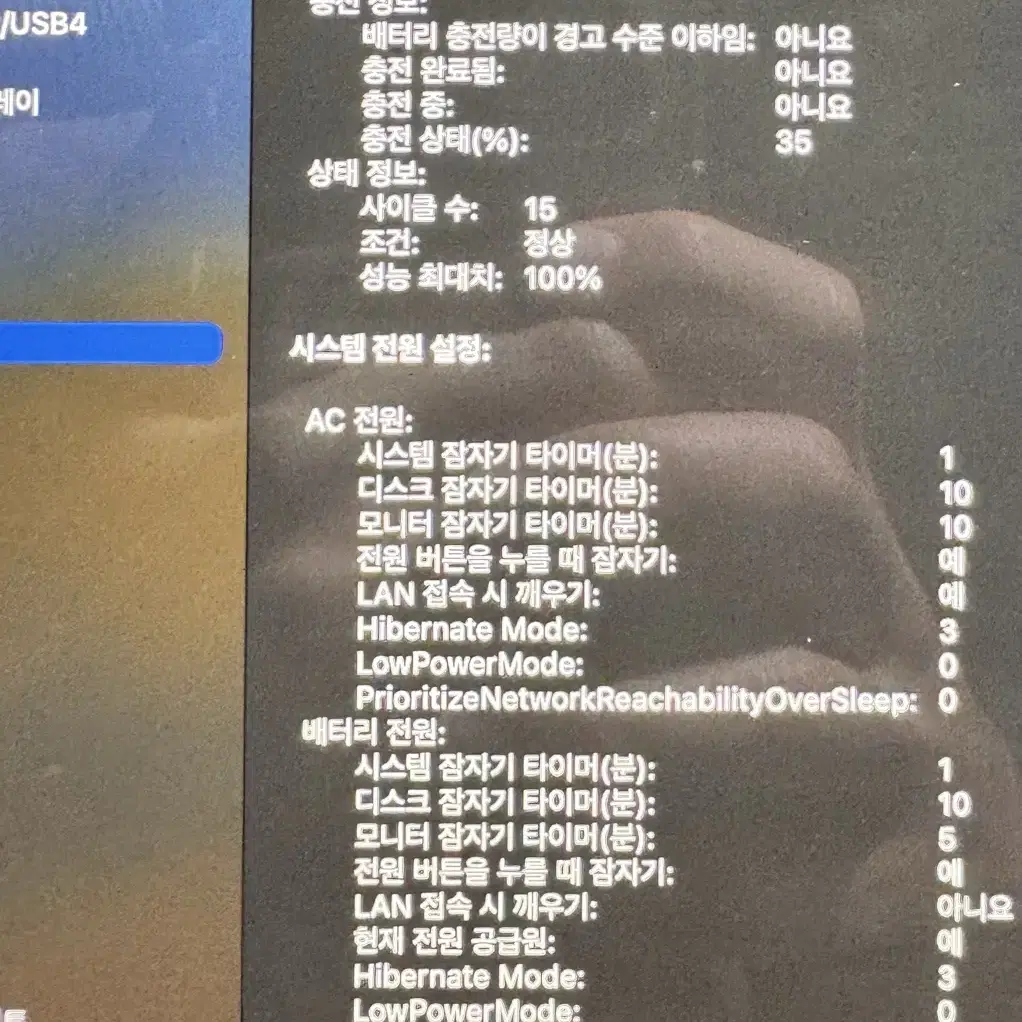 /USB4
충전 정보:
배터리 충전량이 경고 수준 이하임: 아니요
충전 완료됨: 아니요
충전 중: 아니요
충전 상태(%): 35
상태 정보:
사이클 수: 15
조건: 정상
성능 최대치: 100%
시스템 전원 설정:
AC 전원:
시스템 잠자기 타이머(분): 1
디스크 잠자기 타이머(분): 10
모니터 잠자기 타이머(분): 10
전원 버튼을 누를 때 잠자기: 예
LAN 접속 시 깨우기: 예
Hibernate Mode: 3
LowPowerMode: 0
PrioritizeNetworkReachabilityOverSleep: 0
배터리 전원:
시스템 잠자기 타이머(분): 1
디스크 잠자기 타이머(분): 10
모니터 잠자기 타이머(분): 5
전원 버튼을 누를 때 잠자기: 예
LAN 접속 시 깨우기: 아니요
현재 전원 공급원: 예
Hibernate Mode: 3
LowPowerMode: 0